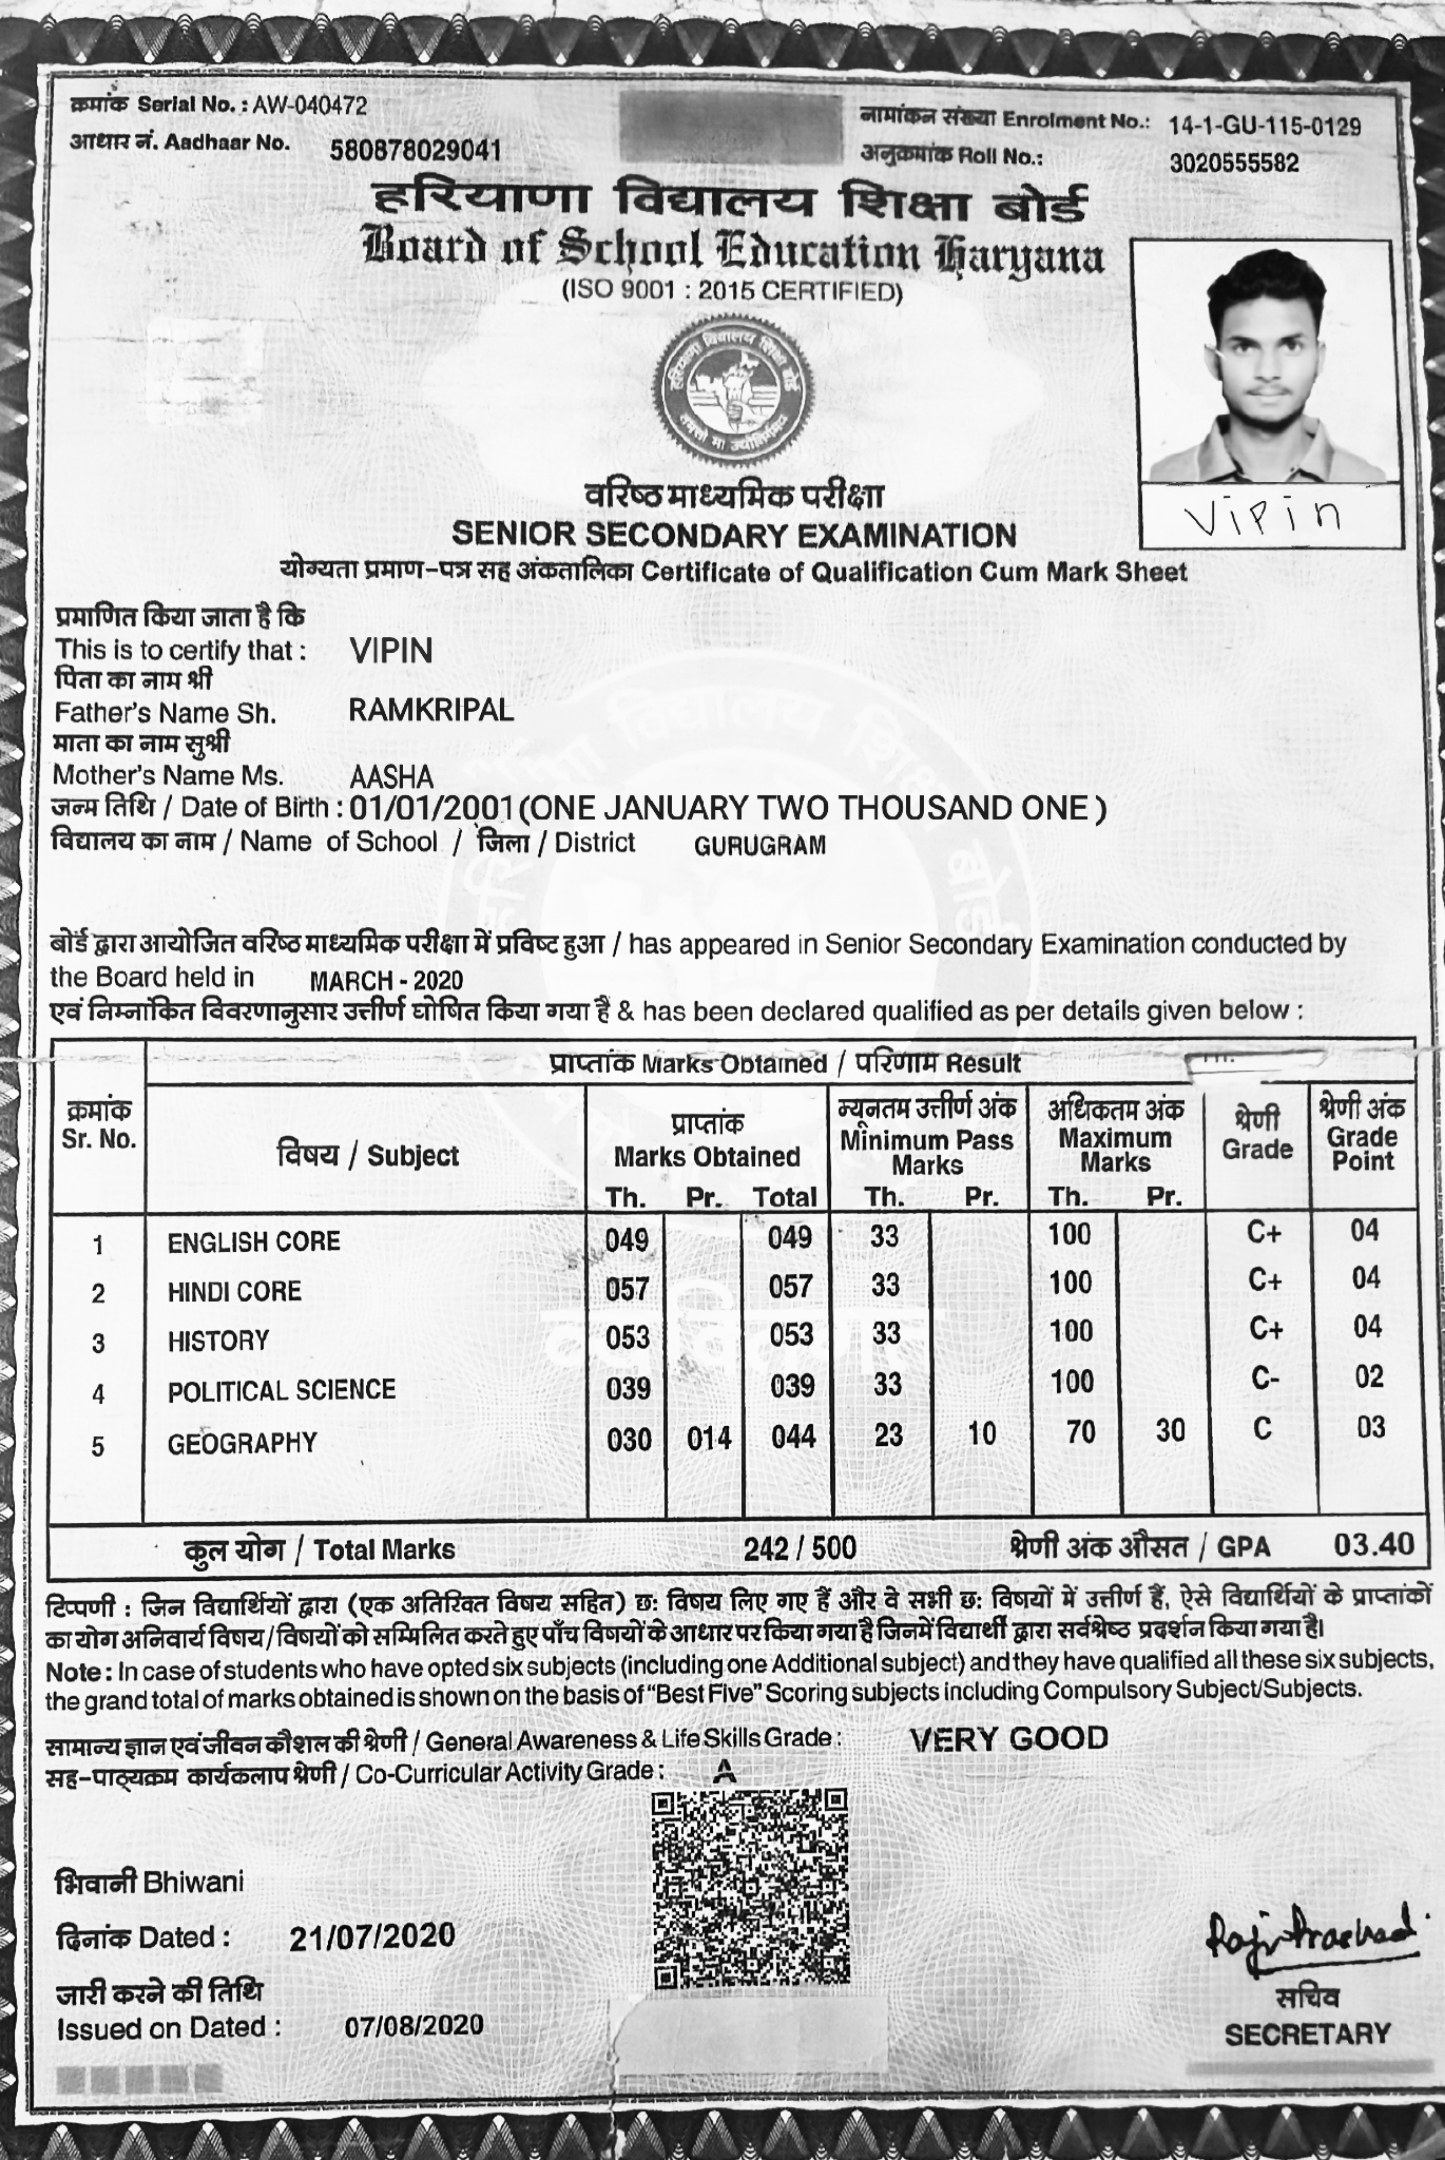 क्रमांक Serial No. : AW-040472
आधार नं. Aadhaar No. 580878029041
नामांकन संख्या Enrolment No.: 14-1-GU-115-0129
अनुक्रमांक Roll No.: 3020555582
हरियाणा विद्यालय शिक्षा बोर्ड
Board of School Education Haryana
(ISO 9001 : 2015 CERTIFIED)
हरियाणा विद्यालय शिक्षा बोर्ड
तमसो मा ज्योतिर्गमय
Vipin
वरिष्ठ माध्यमिक परीक्षा
SENIOR SECONDARY EXAMINATION
योग्यता प्रमाण-पत्र सह अंकतालिका Certificate of Qualification Cum Mark Sheet
प्रमाणित किया जाता है कि
This is to certify that : VIPIN
पिता का नाम श्री
Father's Name Sh. RAMKRIPAL
माता का नाम सुश्री
Mother's Name Ms. AASHA
जन्म तिथि / Date of Birth : 01/01/2001 (ONE JANUARY TWO THOUSAND ONE )
विद्यालय का नाम / Name of School / जिला / District GURUGRAM
बोर्ड द्वारा आयोजित वरिष्ठ माध्यमिक परीक्षा में प्रविष्ट हुआ / has appeared in Senior Secondary Examination conducted by
the Board held in MARCH - 2020
एवं निम्नांकित विवरणानुसार उत्तीर्ण घोषित किया गया है & has been declared qualified as per details given below :
प्राप्तांक Marks Obtained / परिणाम Result
क्रमांक Sr. No. विषय / Subject प्राप्तांक Marks Obtained न्यूनतम उत्तीर्ण अंक Minimum Pass Marks अधिकतम अंक Maximum Marks श्रेणी Grade श्रेणी अंक Grade Point
Th. Pr. Total Th. Pr. Th. Pr.
1 ENGLISH CORE 049 049 33 100 C+ 04
2 HINDI CORE 057 057 33 100 C+ 04
3 HISTORY 053 053 33 100 C+ 04
4 POLITICAL SCIENCE 039 039 33 100 C- 02
5 GEOGRAPHY 030 014 044 23 10 70 30 C 03
कुल योग / Total Marks 242 / 500 श्रेणी अंक औसत / GPA 03.40
टिप्पणी : जिन विद्यार्थियों द्वारा (एक अतिरिक्त विषय सहित) छः विषय लिए गए हैं और वे सभी छः विषयों में उत्तीर्ण हैं, ऐसे विद्यार्थियों के प्राप्तांकों
का योग अनिवार्य विषय/विषयों को सम्मिलित करते हुए पाँच विषयों के आधार पर किया गया है जिनमें विद्यार्थी द्वारा सर्वश्रेष्ठ प्रदर्शन किया गया है।
Note : In case of students who have opted six subjects (including one Additional subject) and they have qualified all these six subjects,
the grand total of marks obtained is shown on the basis of "Best Five" Scoring subjects including Compulsory Subject/Subjects.
सामान्य ज्ञान एवं जीवन कौशल की श्रेणी / General Awareness & Life Skills Grade : VERY GOOD
सह-पाठ्यक्रम कार्यकलाप श्रेणी / Co-Curricular Activity Grade : A
भिवानी Bhiwani
दिनांक Dated : 21/07/2020
जारी करने की तिथि
Issued on Dated : 07/08/2020
Rajiv Prashad
सचिव
SECRETARY